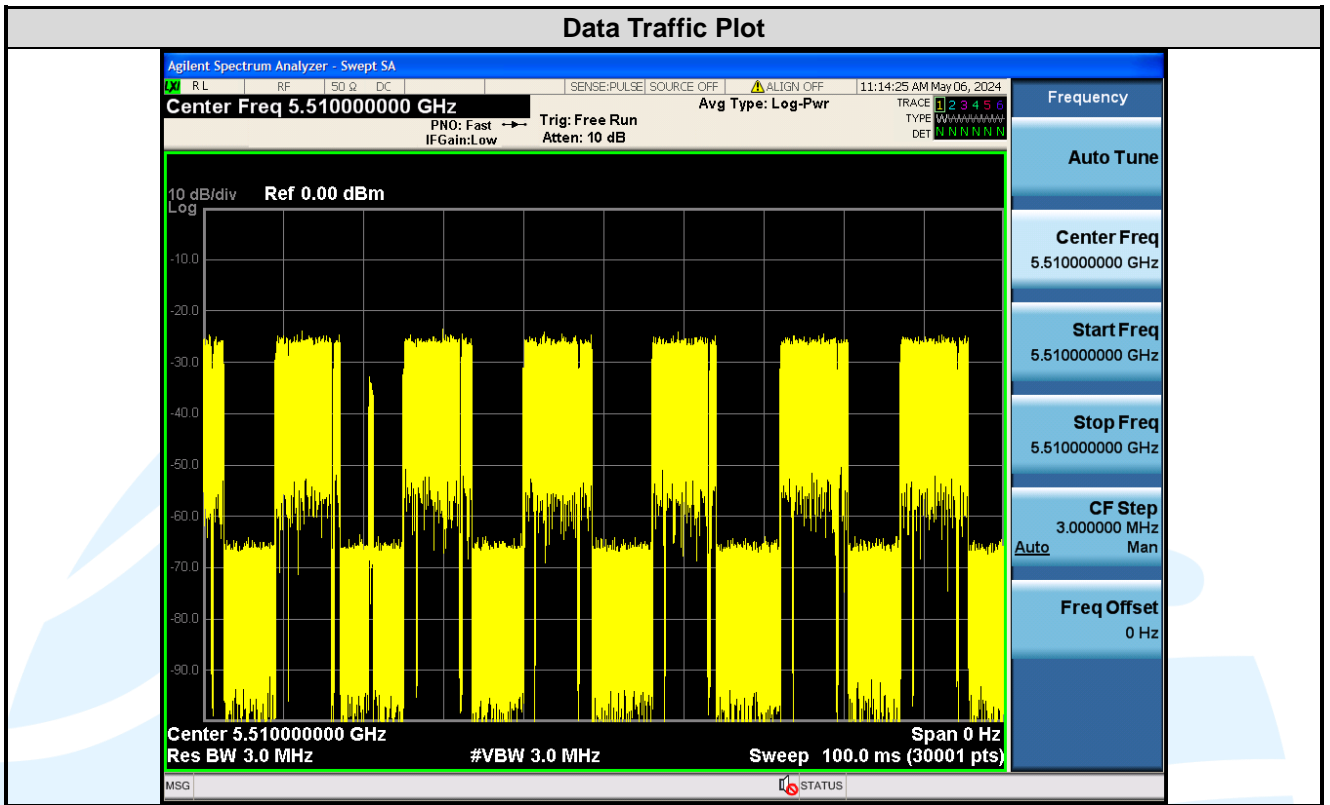 Data Traffic Plot
Agilent Spectrum Analyzer - Swept SA
LXI RL RF 50 Ω DC SENSE:PULSE SOURCE OFF ALIGN OFF 11:14:25 AM May 06, 2024
Center Freq 5.510000000 GHz
PNO: Fast
IFGain:Low
Trig: Free Run
Atten: 10 dB
Avg Type: Log-Pwr
TRACE 1 2 3 4 5 6
TYPE
DET N N N N N N
10 dB/div Ref 0.00 dBm
Log
-10.0
-20.0
-30.0
-40.0
-50.0
-60.0
-70.0
-80.0
-90.0
Center 5.510000000 GHz Span 0 Hz
Res BW 3.0 MHz #VBW 3.0 MHz Sweep 100.0 ms (30001 pts)
MSG STATUS
Frequency
Auto Tune
Center Freq
5.510000000 GHz
Start Freq
5.510000000 GHz
Stop Freq
5.510000000 GHz
CF Step
3.000000 MHz
Auto Man
Freq Offset
0 Hz